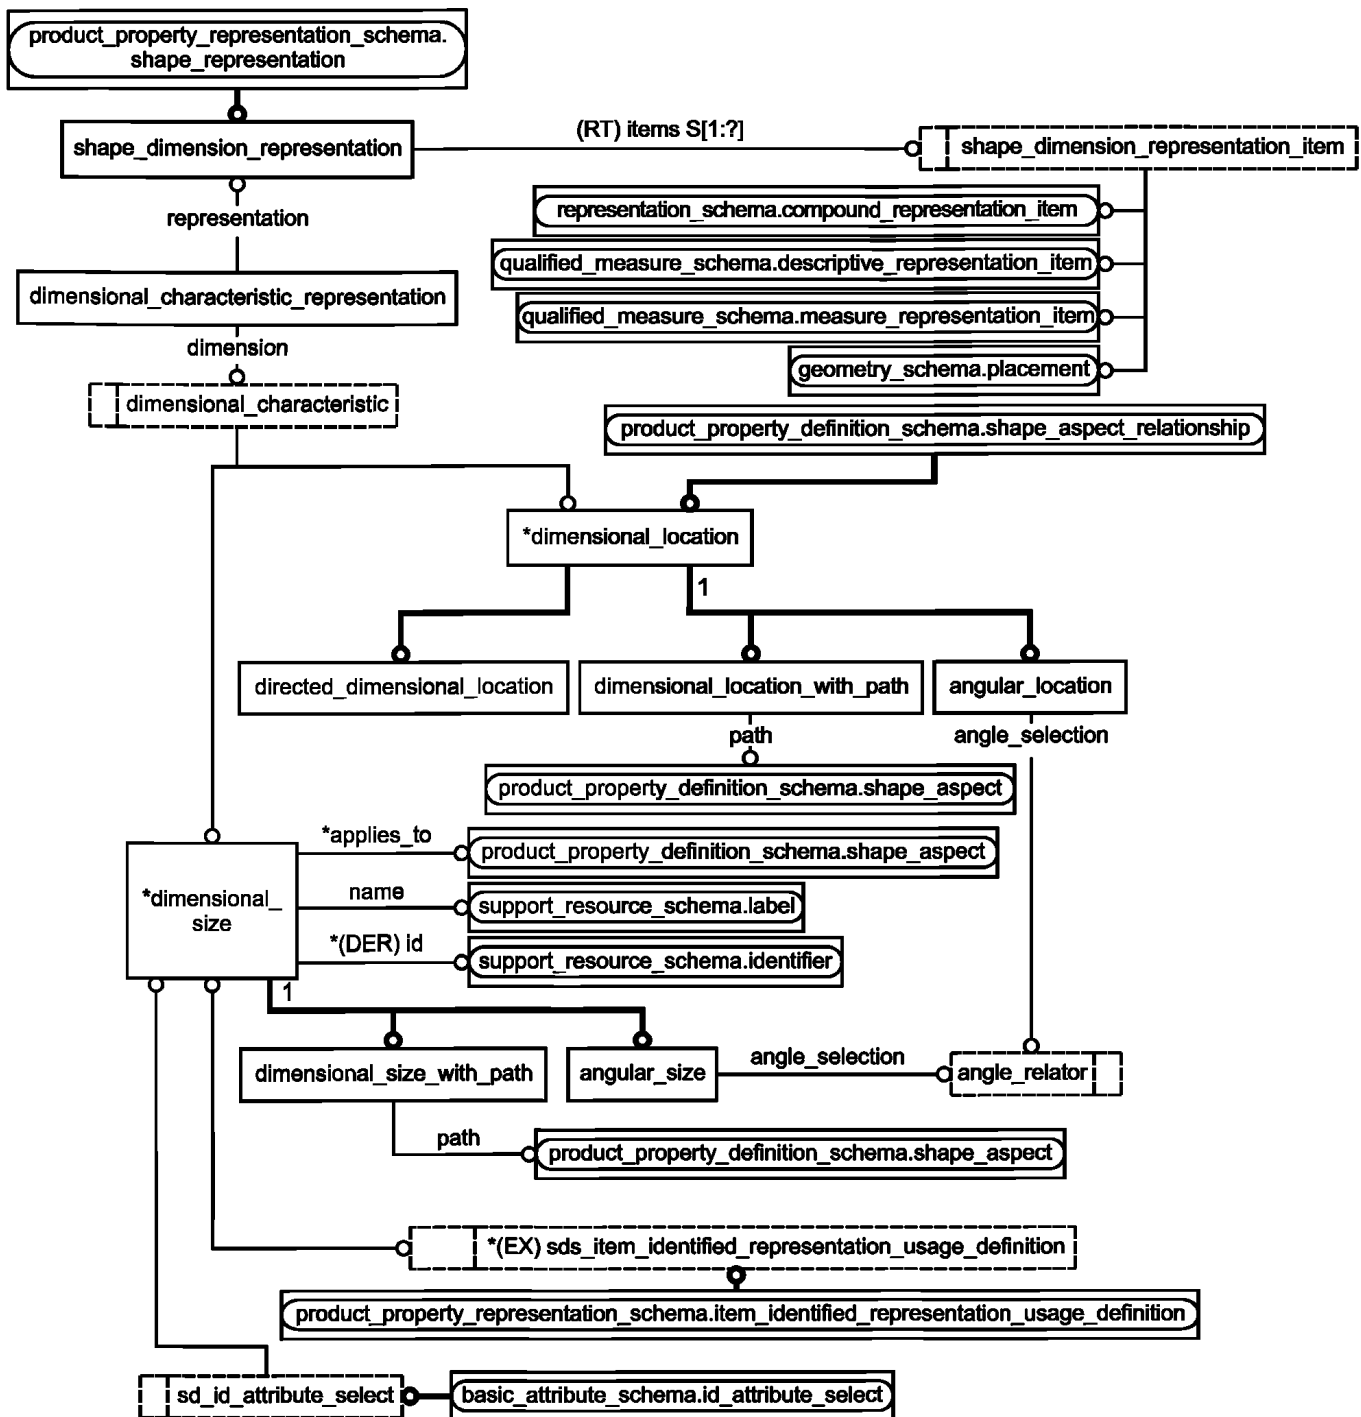 product_property_representation_schema.
shape_representation
shape_dimension_representation
(RT) items S[1:?]
shape_dimension_representation_item
representation
representation_schema.compound_representation_item
qualified_measure_schema.descriptive_representation_item
dimensional_characteristic_representation
qualified_measure_schema.measure_representation_item
dimension
geometry_schema.placement
dimensional_characteristic
product_property_definition_schema.shape_aspect_relationship
*dimensional_location
1
directed_dimensional_location
dimensional_location_with_path
angular_location
path
angle_selection
product_property_definition_schema.shape_aspect
*applies_to
product_property_definition_schema.shape_aspect
*dimensional_
size
name
support_resource_schema.label
*(DER) id
support_resource_schema.identifier
1
dimensional_size_with_path
angular_size
angle_selection
angle_relator
path
product_property_definition_schema.shape_aspect
*(EX) sds_item_identified_representation_usage_definition
product_property_representation_schema.item_identified_representation_usage_definition
sd_id_attribute_select
basic_attribute_schema.id_attribute_select